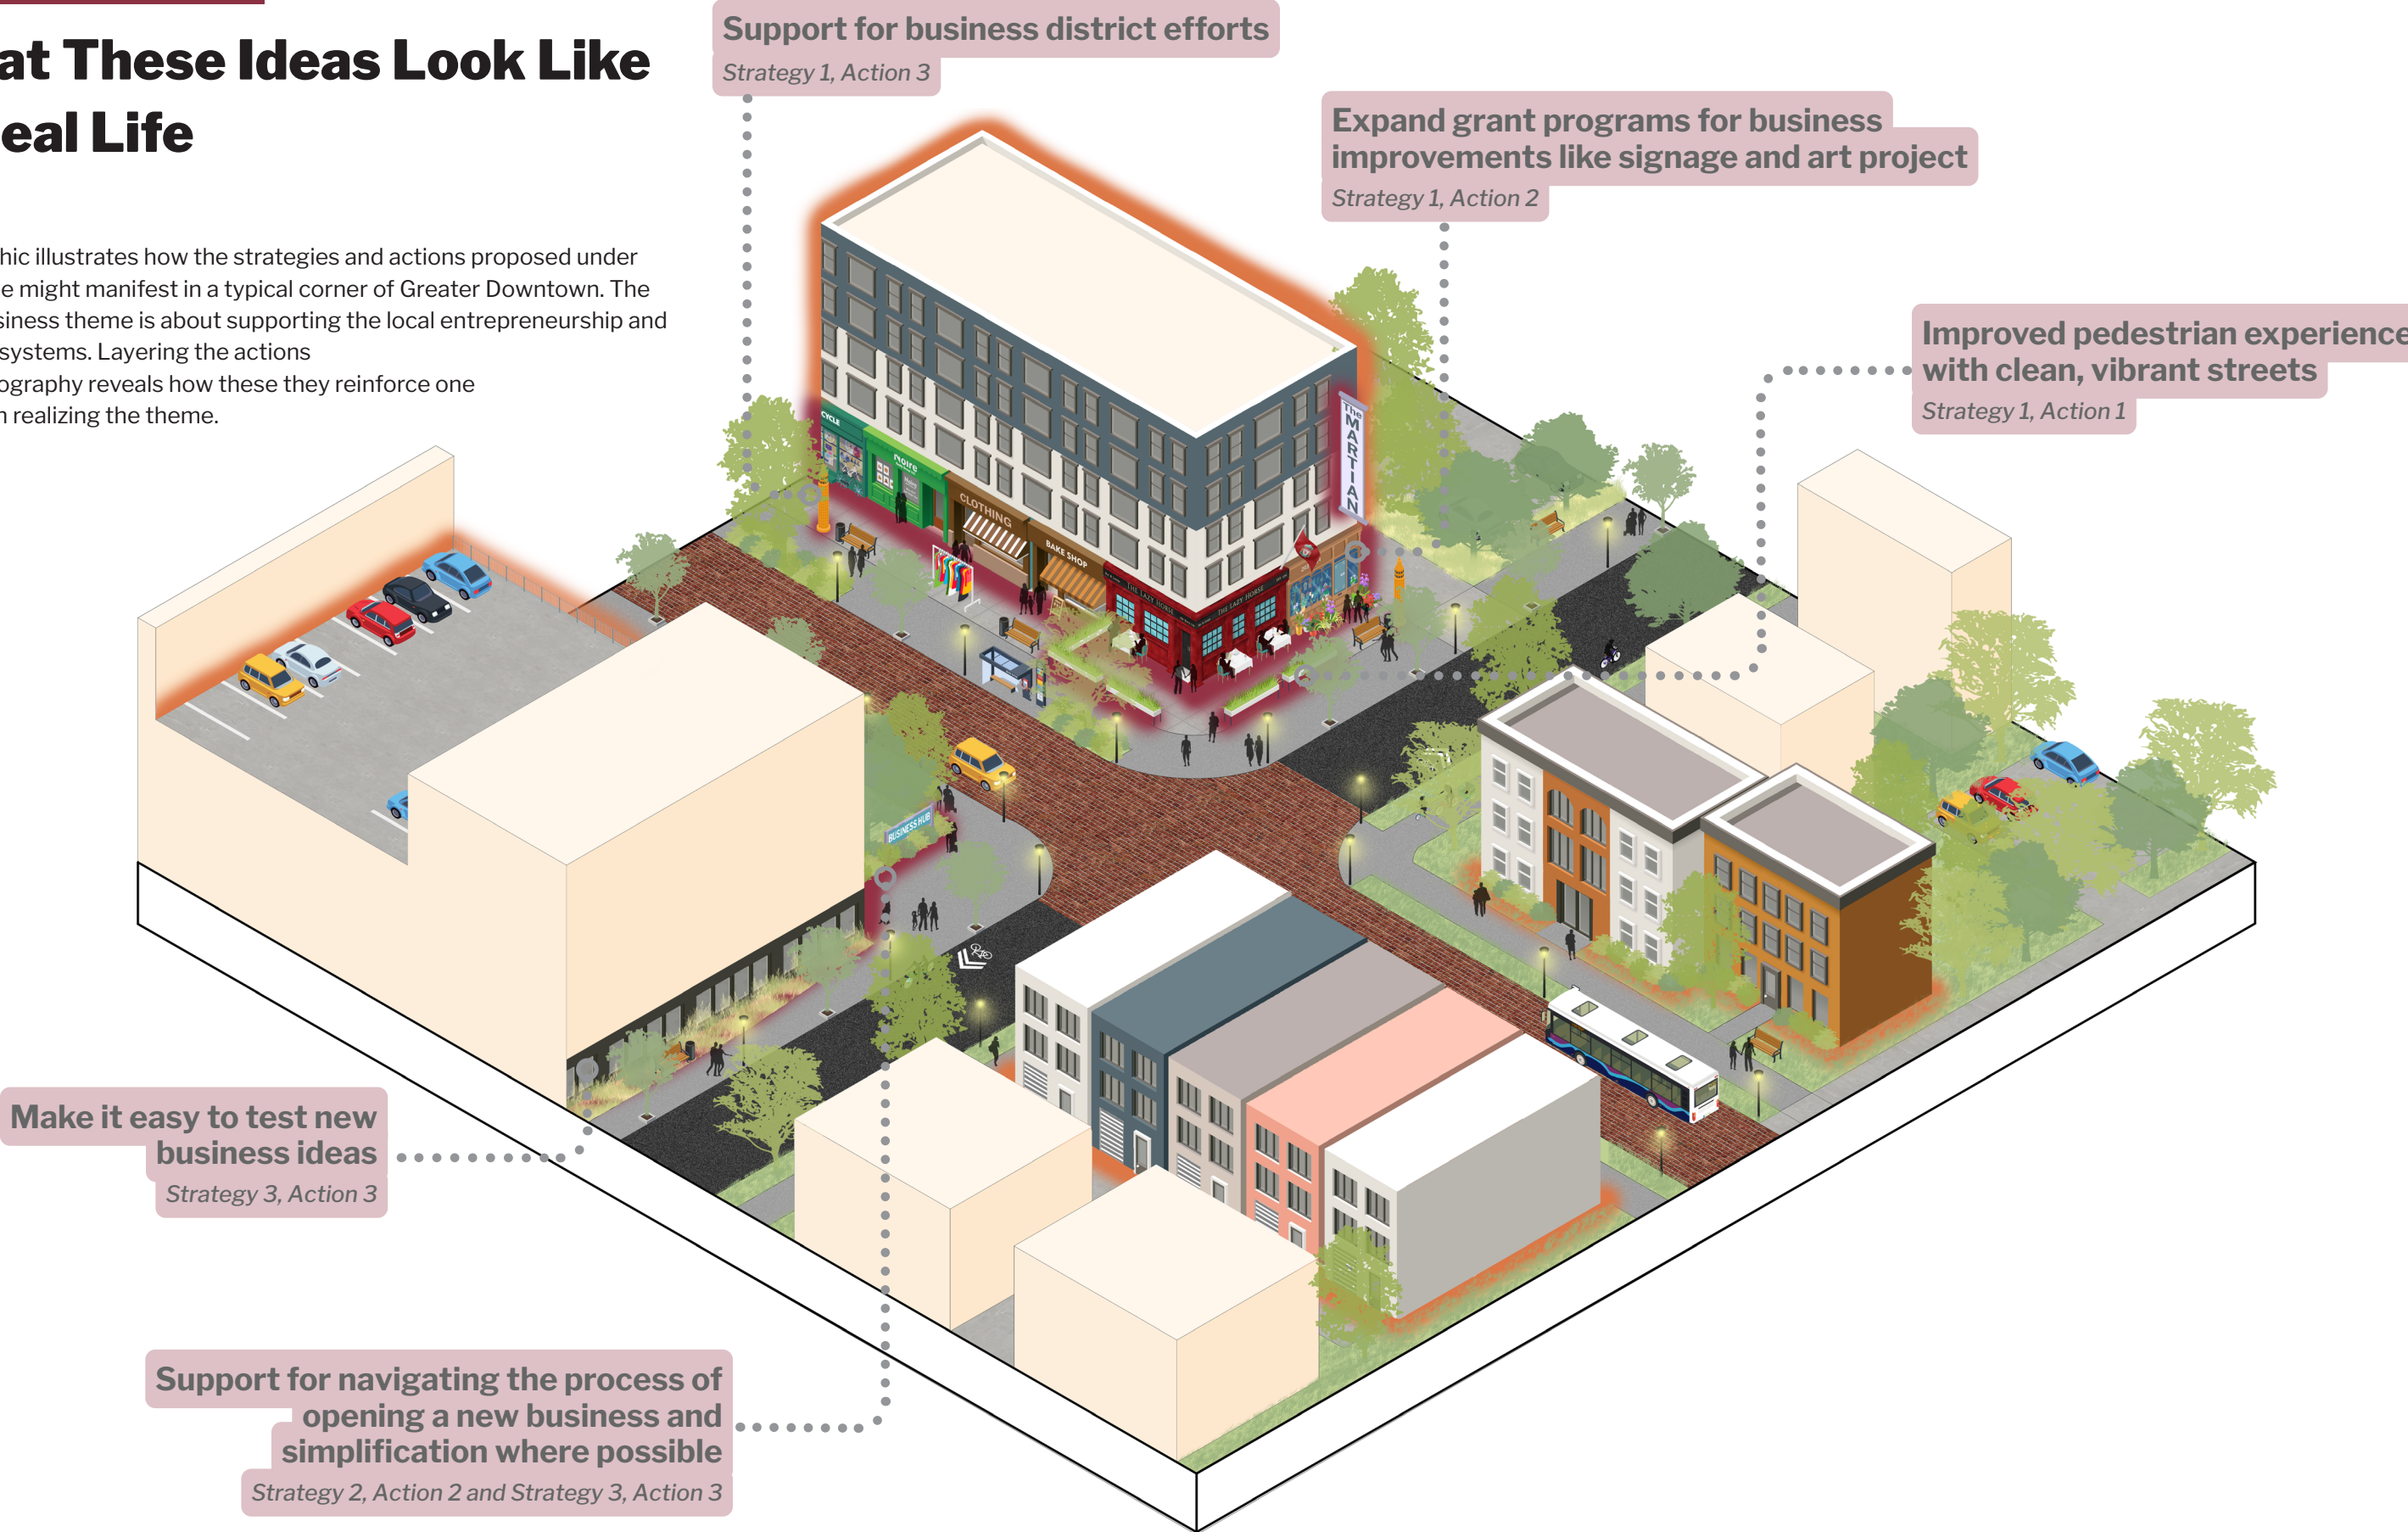 at These Ideas Look Like
eal Life
hic illustrates how the strategies and actions proposed under
e might manifest in a typical corner of Greater Downtown. The
siness theme is about supporting the local entrepreneurship and
systems. Layering the actions
ography reveals how these they reinforce one
n realizing the theme.
Support for business district efforts
Strategy 1, Action 3
Expand grant programs for business
improvements like signage and art project
Strategy 1, Action 2
Improved pedestrian experience
with clean, vibrant streets
Strategy 1, Action 1
The MARTIAN
CYCLE
Noire
CLOTHING
BAKE SHOP
THE LAZY HORSE
THE LAZY HORSE
BUSINESS HUB
Make it easy to test new
business ideas
Strategy 3, Action 3
Support for navigating the process of
opening a new business and
simplification where possible
Strategy 2, Action 2 and Strategy 3, Action 3